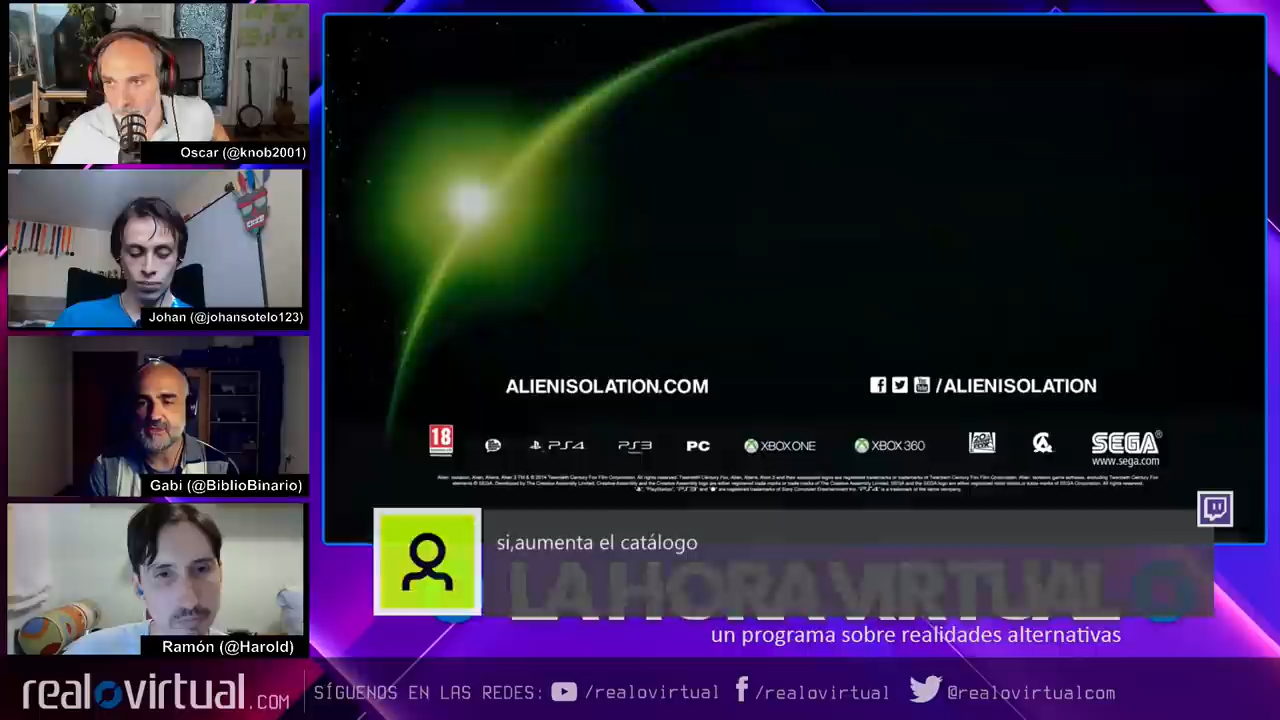 Oscar (@knob2001)
Johan (@johansotelo123)
Gabi (@BiblioBinario)
Ramón (@Harold)
ALIENISOLATION.COM
/ALIENISOLATION
18
PS4
PS3
PC
XBOX ONE
XBOX 360
SEGA
www.sega.com
si,aumenta el catálogo
LA HORA VIRTUAL
un programa sobre realidades alternativas
realovirtual.com
SÍGUENOS EN LAS REDES: /realovirtual /realovirtual @realovirtualcom